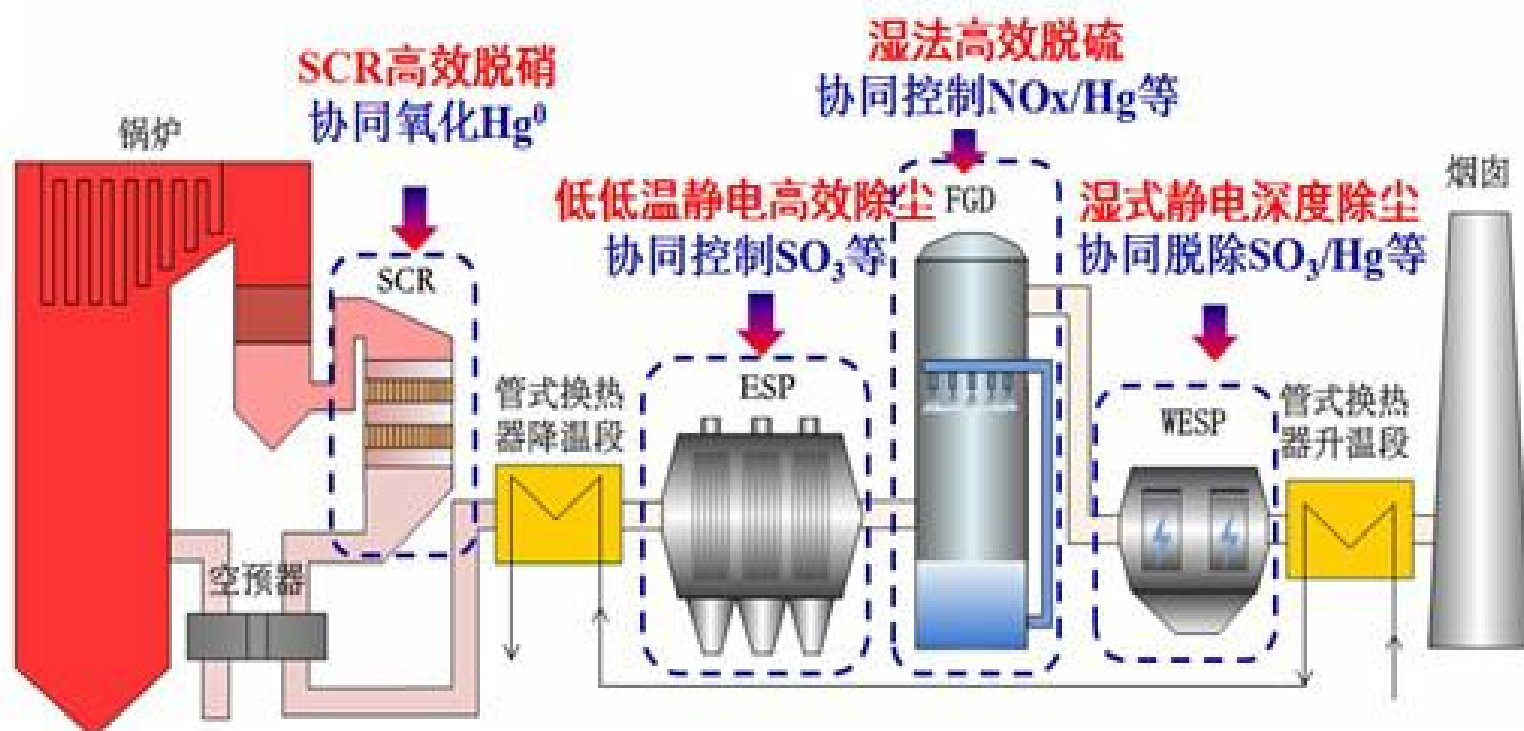 SCR高效脱硝
协同氧化Hg⁰
湿法高效脱硫
协同控制NOx/Hg等
锅炉
烟囱
低低温静电高效除尘
协同控制SO₃等
FGD
湿式静电深度除尘
协同脱除SO₃/Hg等
SCR
管式换热
器降温段
ESP
WESP
管式换热
器升温段
空预器